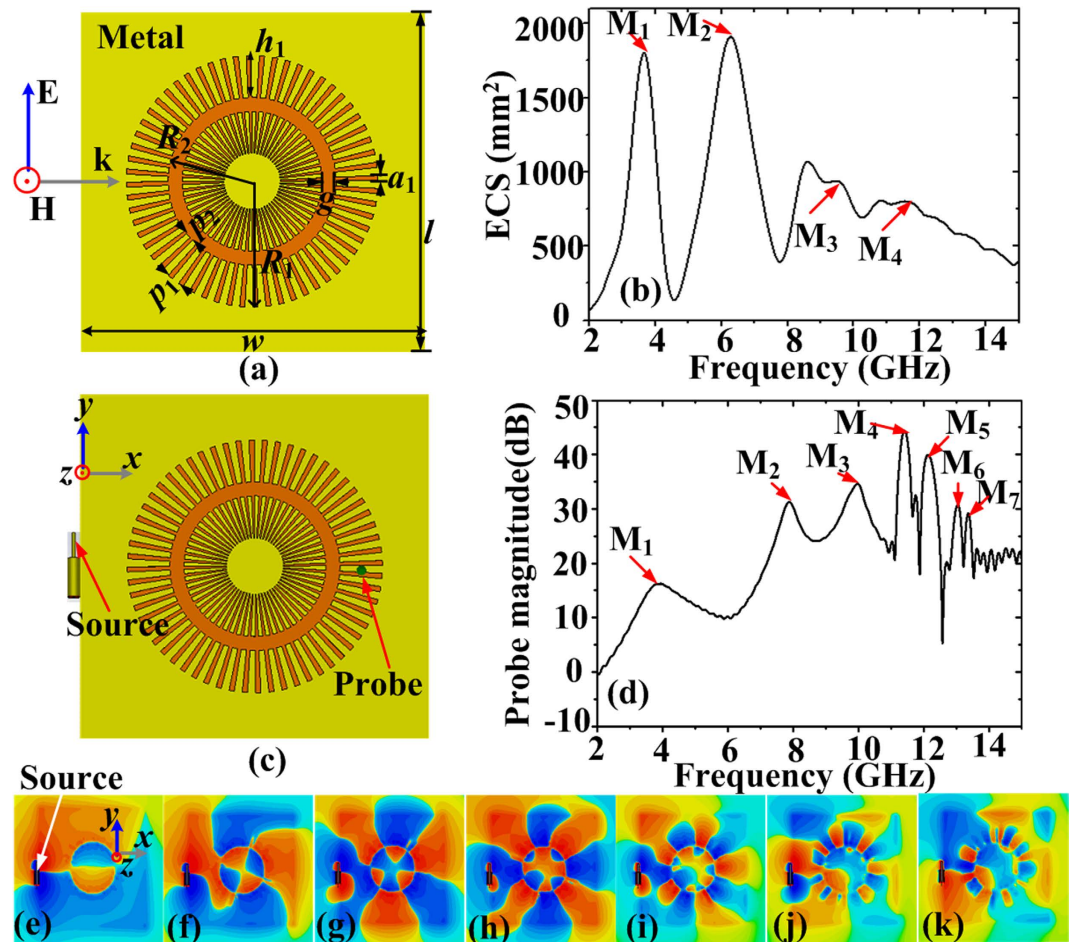 Metal
h1
E
k
H
R2
a1
g
p2
R1
p1
l
w
(a)
ECS (mm2)
2000
1500
1000
500
0
M1
M2
M3
M4
(b)
2 4 6 8 10 12 14
Frequency (GHz)
y
x
z
Source
Probe
(c)
Probe magnitude(dB)
50
40
30
20
10
0
-10
M1
M2
M3
M4
M5
M6
M7
(d)
2 4 6 8 10 12 14
Frequency (GHz)
Source
y
x
z
(e) (f) (g) (h) (i) (j) (k)